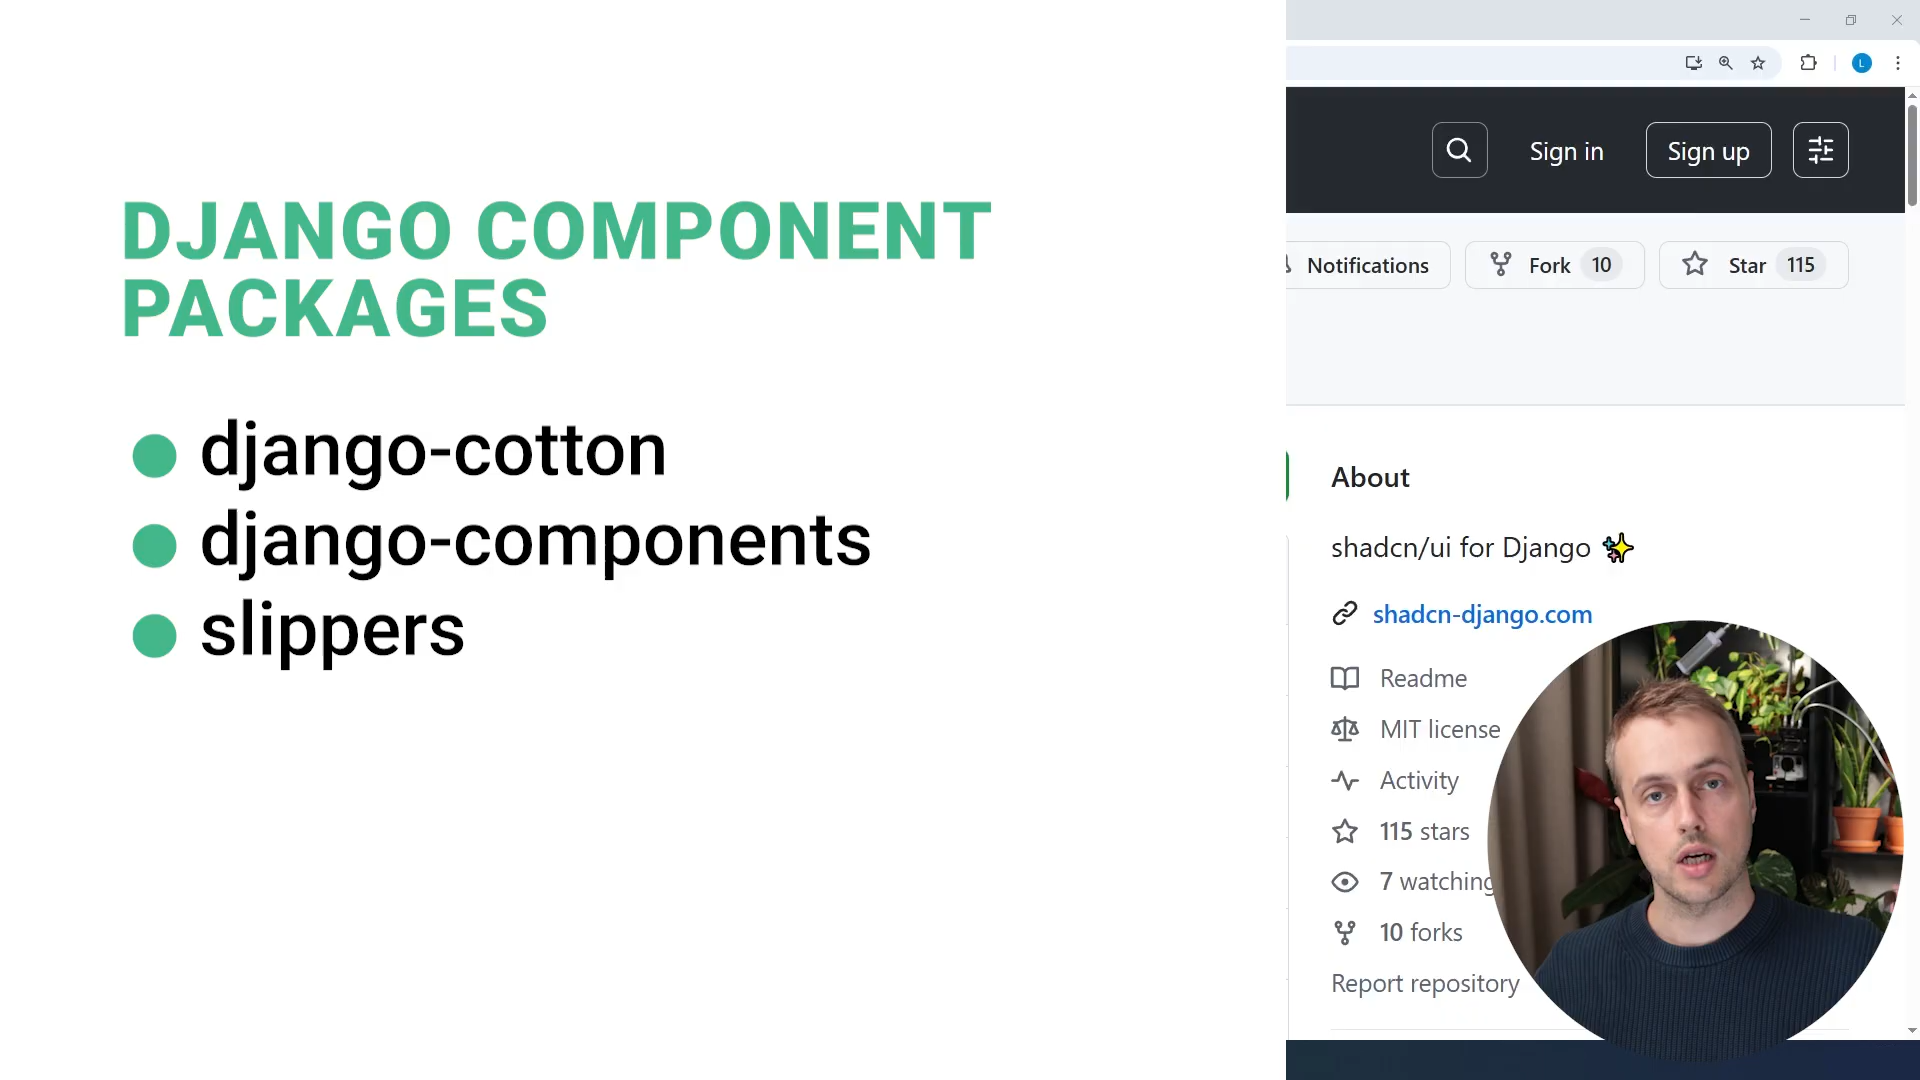 DJANGO COMPONENT
PACKAGES
django-cotton
django-components
slippers
L
Sign in
Sign up
Notifications
Fork 10
Star 115
About
shadcn/ui for Django
shadcn-django.com
Readme
MIT license
Activity
115 stars
7 watching
10 forks
Report repository